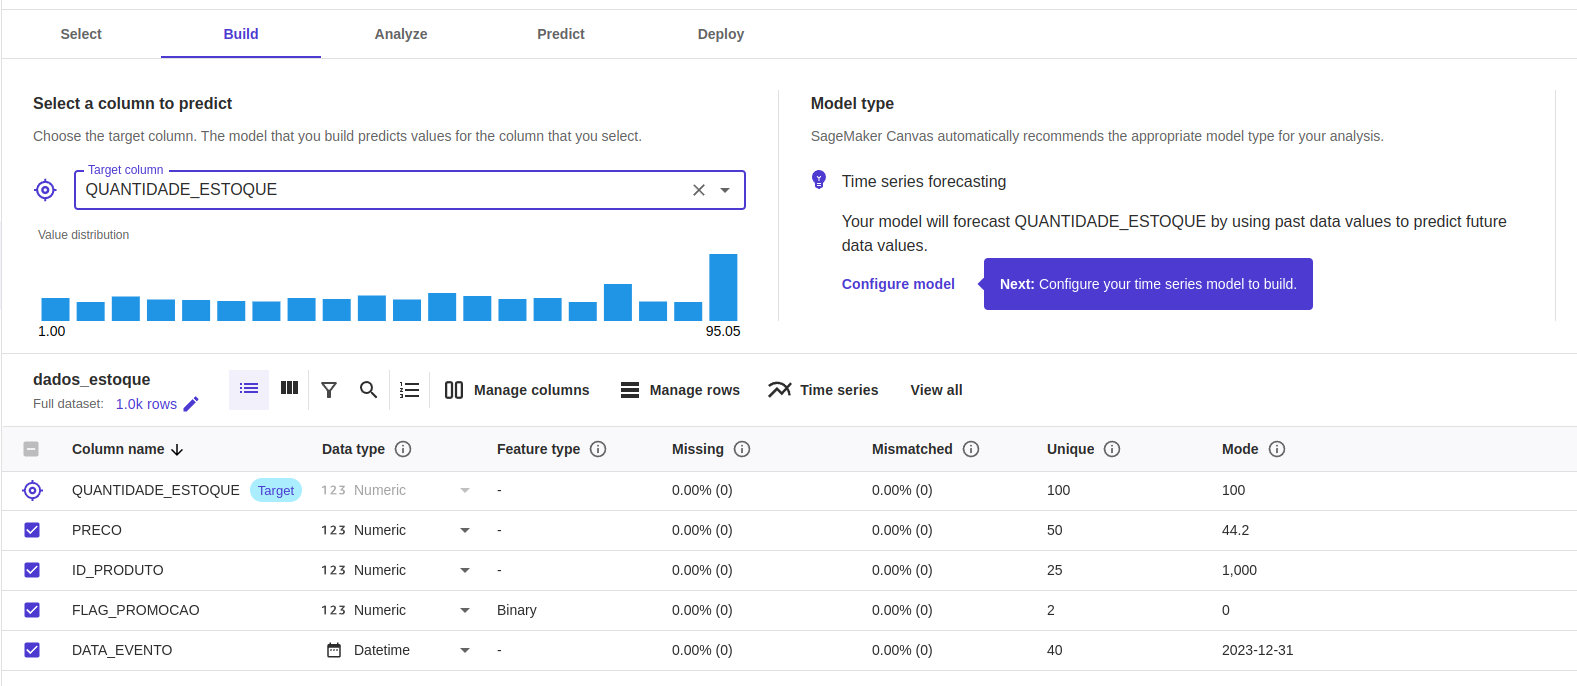 Select Build Analyze Predict Deploy
Select a column to predict
Choose the target column. The model that you build predicts values for the column that you select.
Target column
QUANTIDADE_ESTOQUE
Value distribution
1.00 95.05
Model type
SageMaker Canvas automatically recommends the appropriate model type for your analysis.
Time series forecasting
Your model will forecast QUANTIDADE_ESTOQUE by using past data values to predict future
data values.
Configure model
Next: Configure your time series model to build.
dados_estoque
Full dataset: 1.0k rows
Manage columns Manage rows Time series View all
Column name Data type Feature type Missing Mismatched Unique Mode
QUANTIDADE_ESTOQUE Target 123 Numeric - 0.00% (0) 0.00% (0) 100 100
PRECO 123 Numeric - 0.00% (0) 0.00% (0) 50 44.2
ID_PRODUTO 123 Numeric - 0.00% (0) 0.00% (0) 25 1,000
FLAG_PROMOCAO 123 Numeric Binary 0.00% (0) 0.00% (0) 2 0
DATA_EVENTO Datetime - 0.00% (0) 0.00% (0) 40 2023-12-31